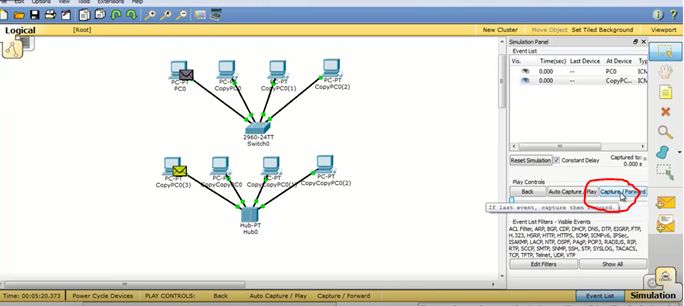 File Edit Options View Tools Extensions Help
Logical [Root] New Cluster Move Object Set Tiled Background Viewport
Simulation Panel
Event List
Vis. Time(sec) Last Device At Device Ty
0.000 -- PC0 ICM
0.000 -- CopyPC... ICM
PC-PT
PC0
PC-PT
CopyPC0
PC-PT
CopyPC0(1)
PC-PT
CopyPC0(2)
2960-24TT
Switch0
PC-PT
CopyPC0(3)
PC-PT
CopyPC0
PC-PT
CopyPC0(1)
PC-PT
CopyPC0(2)
Hub-PT
Hub0
Reset Simulation Constant Delay Captured to:
0.000 s
Play Controls
Back Auto Capture / Play Capture / Forward
If last event, capture then forward.
Event List Filters - Visible Events
ACL Filter, ARP, BGP, CDP, DHCP, DNS, DTP, EIGRP, FTP,
H.323, HSRP, HTTP, HTTPS, ICMP, ICMPv6, IPSec,
ISAKMP, LACP, NTP, OSPF, PAgP, POP3, RADIUS, RIP,
RTP, SCCP, SMTP, SNMP, SSH, STP, SYSLOG, TACACS,
TCP, TFTP, Telnet, UDP, VTP
Edit Filters Show All
Time: 00:05:20.373 Power Cycle Devices PLAY CONTROLS: Back Auto Capture / Play Capture / Forward Event List Simulation